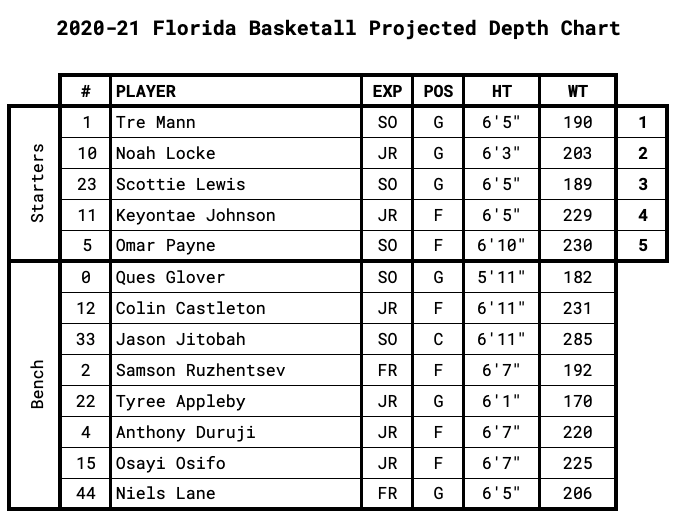 2020-21 Florida Basketall Projected Depth Chart
# PLAYER EXP POS HT WT
Starters
1 Tre Mann SO G 6'5" 190 1
10 Noah Locke JR G 6'3" 203 2
23 Scottie Lewis SO G 6'5" 189 3
11 Keyontae Johnson JR F 6'5" 229 4
5 Omar Payne SO F 6'10" 230 5
Bench
0 Ques Glover SO G 5'11" 182
12 Colin Castleton JR F 6'11" 231
33 Jason Jitobah SO C 6'11" 285
2 Samson Ruzhentsev FR F 6'7" 192
22 Tyree Appleby JR G 6'1" 170
4 Anthony Duruji JR F 6'7" 220
15 Osayi Osifo JR F 6'7" 225
44 Niels Lane FR G 6'5" 206